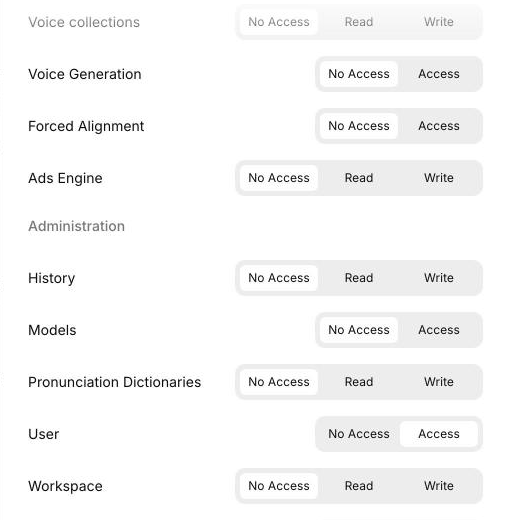 Voice collections No Access Read Write
Voice Generation No Access Access
Forced Alignment No Access Access
Ads Engine No Access Read Write
Administration
History No Access Read Write
Models No Access Access
Pronunciation Dictionaries No Access Read Write
User No Access Access
Workspace No Access Read Write